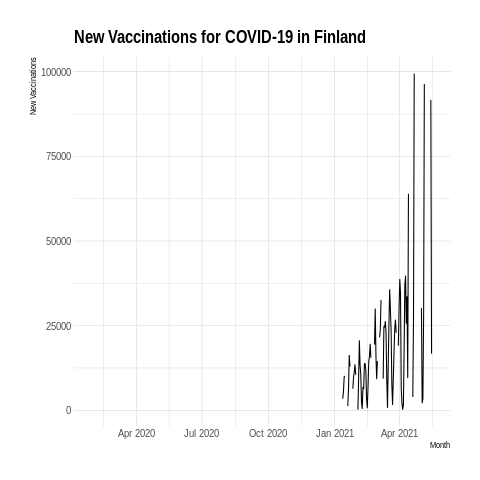 New Vaccinations for COVID-19 in Finland
New Vaccinations
100000
75000
50000
25000
0
Apr 2020 Jul 2020 Oct 2020 Jan 2021 Apr 2021
Month